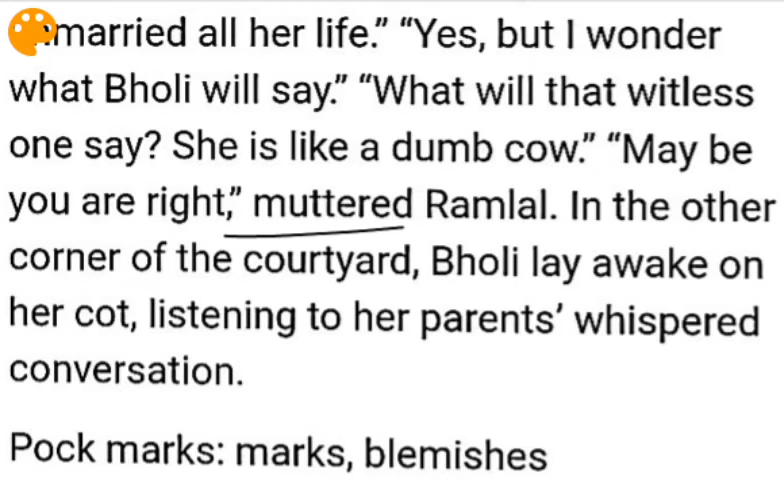 married all her life.” “Yes, but I wonder
what Bholi will say.” “What will that witless
one say? She is like a dumb cow.” “May be
you are right,” muttered Ramlal. In the other
corner of the courtyard, Bholi lay awake on
her cot, listening to her parents’ whispered
conversation.
Pock marks: marks, blemishes